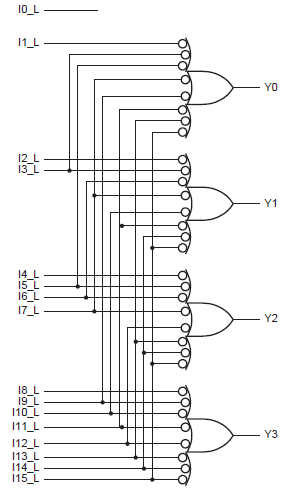 I0_L
I1_L
Y0
I2_L
I3_L
Y1
I4_L
I5_L
I6_L
I7_L
Y2
I8_L
I9_L
I10_L
I11_L
I12_L
Y3
I13_L
I14_L
I15_L